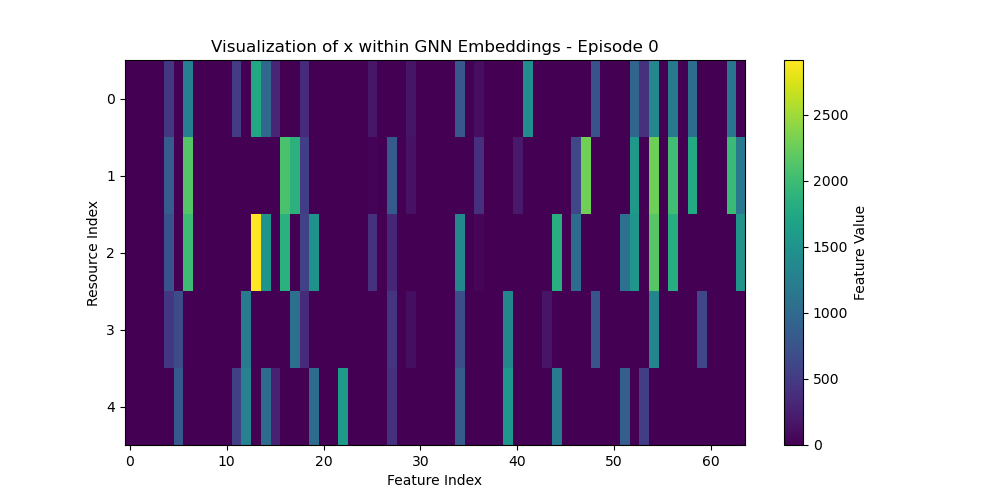 Visualization of x within GNN Embeddings - Episode 0
Resource Index
0
1
2
3
4
0 10 20 30 40 50 60
Feature Index
2500
2000
1500
1000
500
0
Feature Value